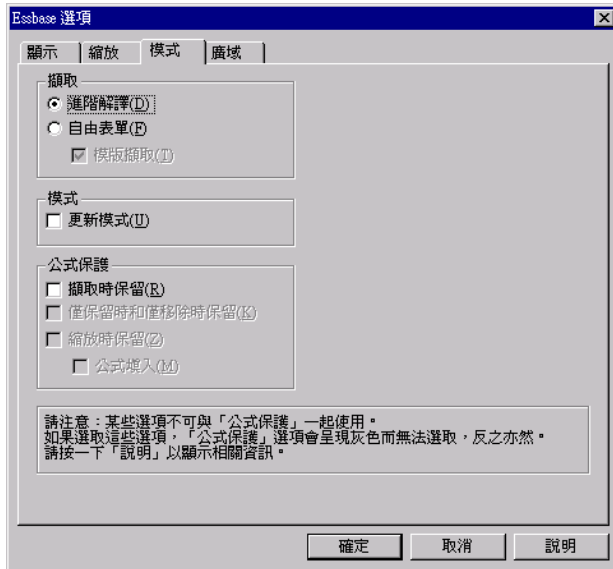 Essbase 選項
顯示 縮放 模式 廣域
擷取
進階解譯(D)
自由表單(F)
模版擷取(T)
模式
更新模式(U)
公式保護
擷取時保留(R)
僅保留時和僅移除時保留(K)
縮放時保留(Z)
公式填入(M)
請注意：某些選項不可與「公式保護」一起使用。
如果選取這些選項，「公式保護」選項會呈現灰色而無法選取，反之亦然。
請按一下「說明」以顯示相關資訊。
確定 取消 說明